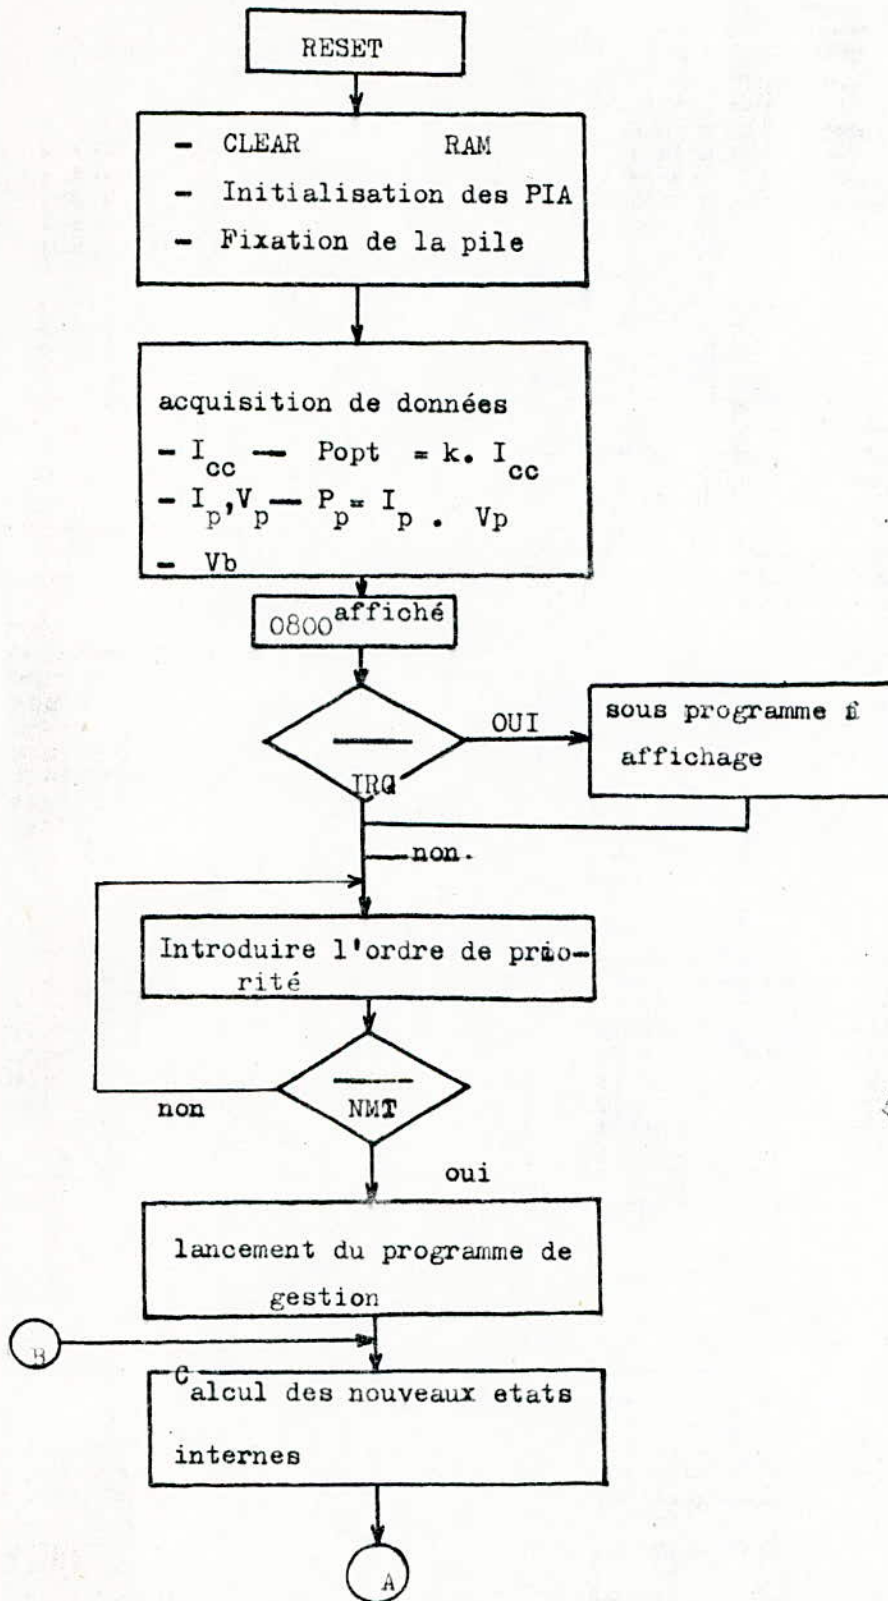 RESET
- CLEAR RAM
- Initialisation des PIA
- Fixation de la pile
acquisition de données
- Icc — Popt = k. Icc
- Ip,Vp — Pp= Ip . Vp
- Vb
0800 affiché
IRQ
OUI
sous programme
affichage
non.
Introduire l'ordre de prio-
rité
NMI
non
oui
lancement du programme de
gestion
B
Calcul des nouveaux etats
internes
A